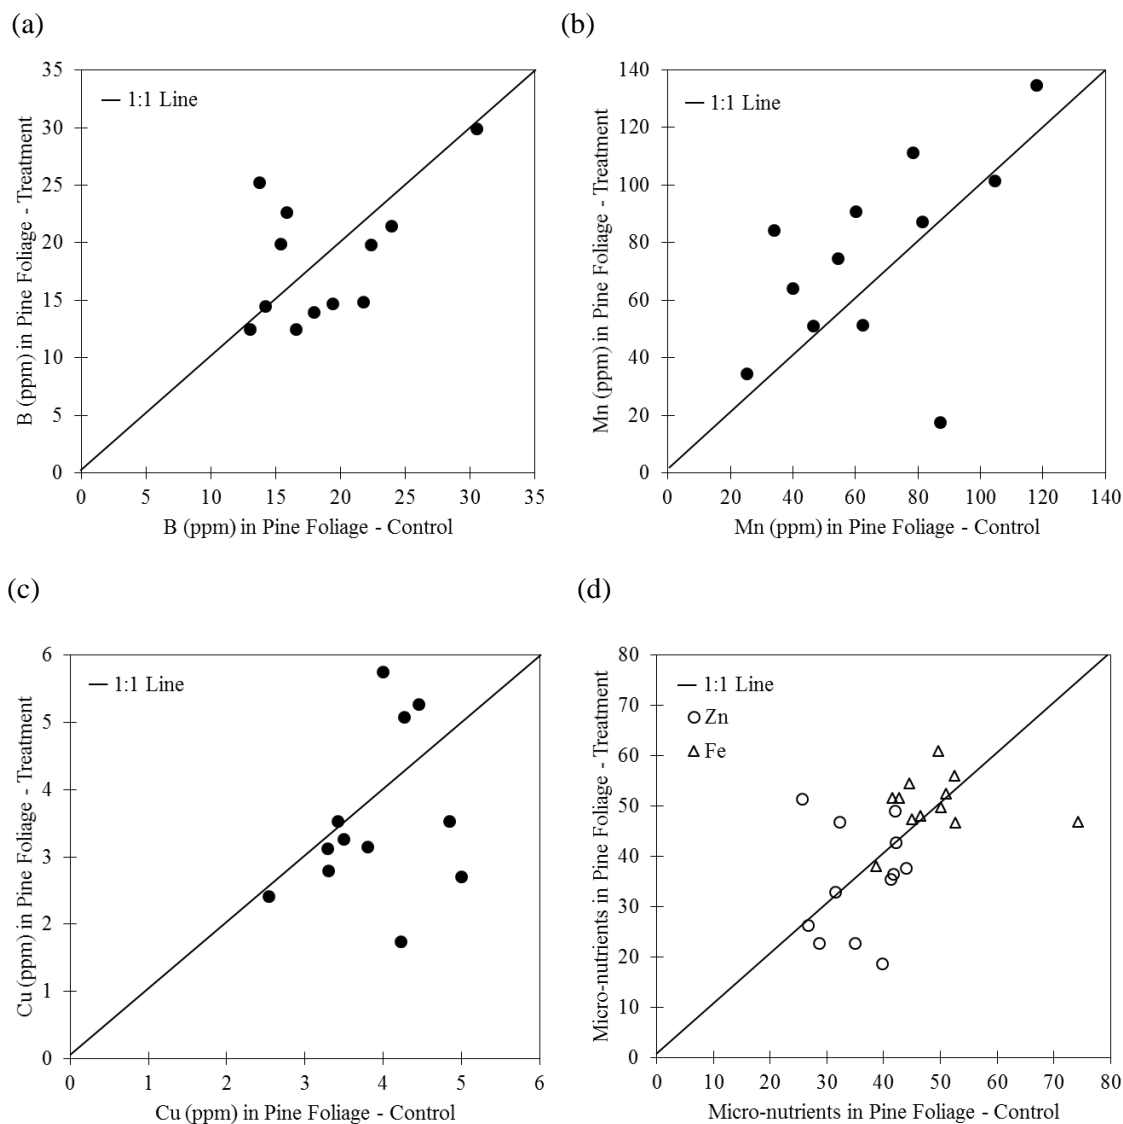 (a)
(b)
35
30
25
20
15
10
5
0
B (ppm) in Pine Foliage - Treatment
— 1:1 Line
0 5 10 15 20 25 30 35
B (ppm) in Pine Foliage - Control
140
120
100
80
60
40
20
0
Mn (ppm) in Pine Foliage - Treatment
— 1:1 Line
0 20 40 60 80 100 120 140
Mn (ppm) in Pine Foliage - Control
(c)
(d)
6
5
4
3
2
1
0
Cu (ppm) in Pine Foliage - Treatment
— 1:1 Line
0 1 2 3 4 5 6
Cu (ppm) in Pine Foliage - Control
80
70
60
50
40
30
20
10
0
Micro-nutrients in Pine Foliage - Treatment
— 1:1 Line
Zn
Fe
0 10 20 30 40 50 60 70 80
Micro-nutrients in Pine Foliage - Control